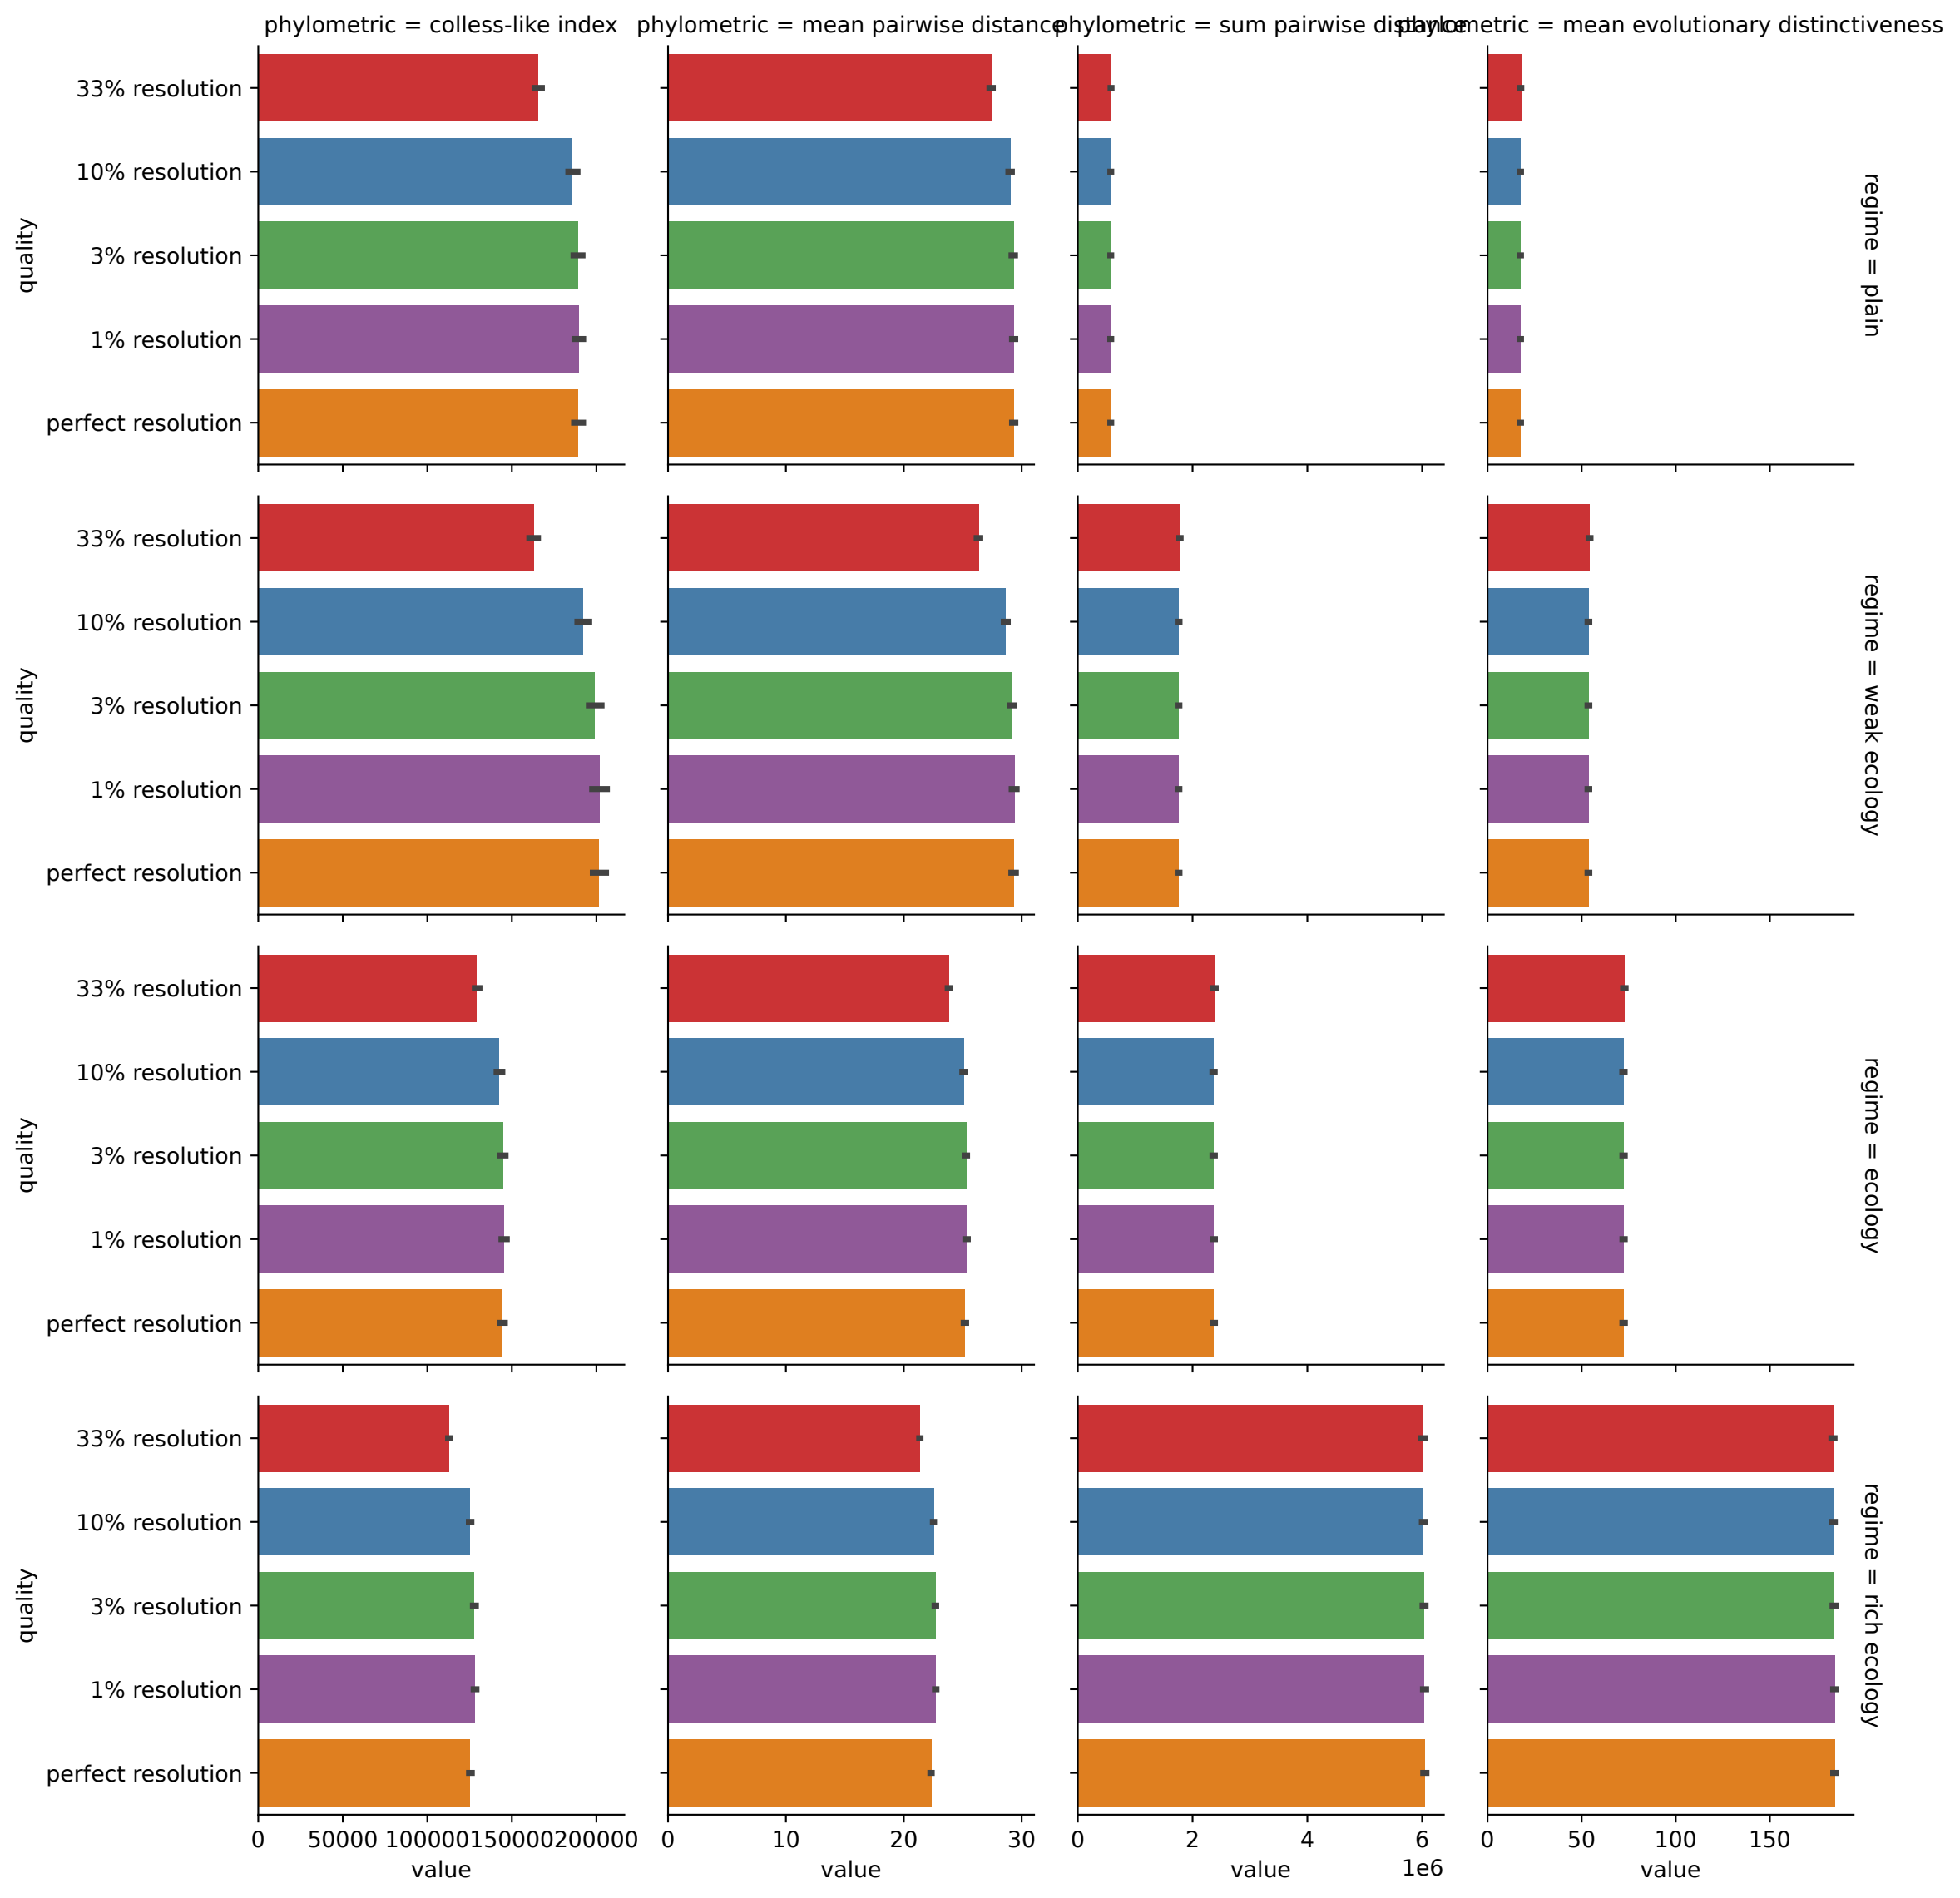 phylometric = colless-like index
phylometric = mean pairwise distance
phylometric = sum pairwise distance
phylometric = mean evolutionary distinctiveness
quality
33% resolution
10% resolution
3% resolution
1% resolution
perfect resolution
regime = plain
quality
33% resolution
10% resolution
3% resolution
1% resolution
perfect resolution
regime = weak ecology
quality
33% resolution
10% resolution
3% resolution
1% resolution
perfect resolution
regime = ecology
quality
33% resolution
10% resolution
3% resolution
1% resolution
perfect resolution
regime = rich ecology
0 50000 100000 150000 200000
value
0 10 20 30
value
0 2 4 6
1e6
value
0 50 100 150
value